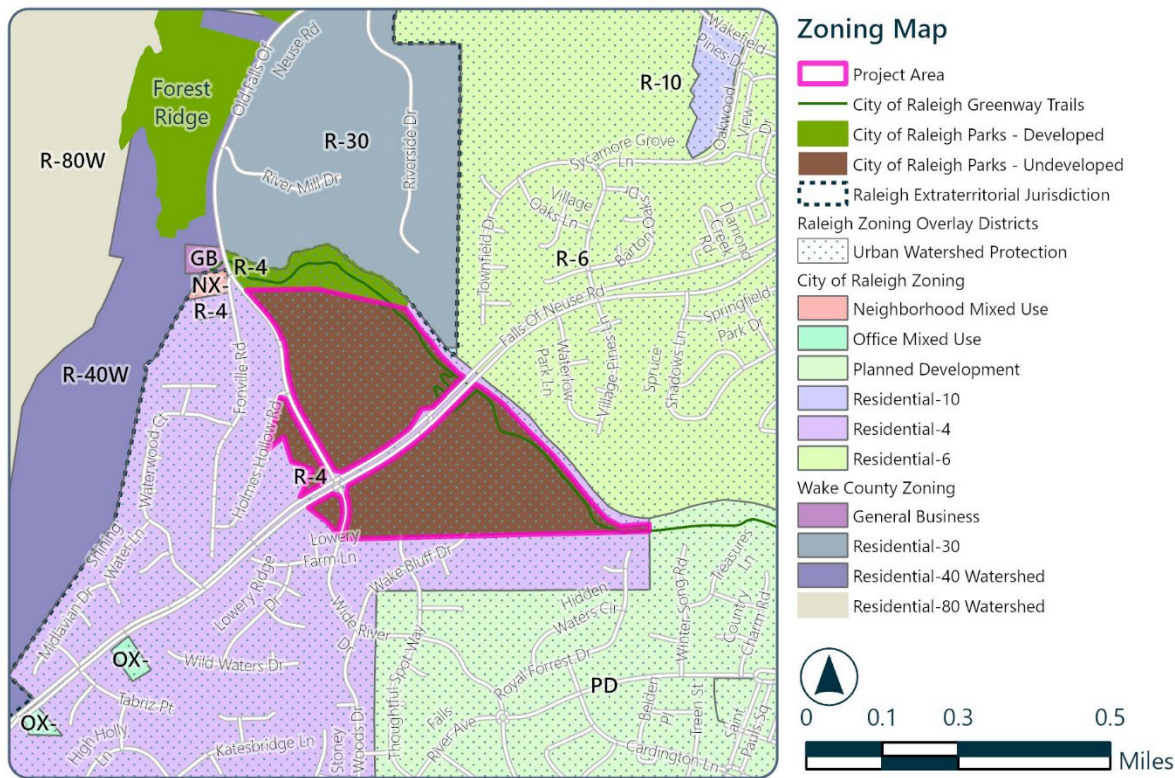 Zoning Map
Project Area
City of Raleigh Greenway Trails
City of Raleigh Parks - Developed
City of Raleigh Parks - Undeveloped
Raleigh Extraterritorial Jurisdiction
Raleigh Zoning Overlay Districts
Urban Watershed Protection
City of Raleigh Zoning
Neighborhood Mixed Use
Office Mixed Use
Planned Development
Residential-10
Residential-4
Residential-6
Wake County Zoning
General Business
Residential-30
Residential-40 Watershed
Residential-80 Watershed
0 0.1 0.3 0.5
Miles
Forest
Ridge
Old Falls Of
Neuse Rd
R-80W
R-30
R-10
Wakefield
Pines Dr
Oakwood
View
Dr
River Mill Dr
Riverside Dr
Sycamore Grove
Ln
Village
Oaks Ln
Barton Oaks Dr
Townfield Dr
Diamond
Creek
Rd
R-6
GB
R-4
NX-
R-4
Falls Of Neuse Rd
Springfield
Park Dr
Spruce
Shadows Ln
Waterlow
Park Ln
Village Pines Ln
R-40W
Fonville Rd
Holmes Hollow Rd
Waterwood Ct
R-4
Shining
Water Ln
Midlavian Dr
Lowery
Farm Ln
Lowery Ridge
Dr
Wake Bluff Dr
Wide River
Dr
Hidden
Waters Cir
Winter Song Rd
Treasures
Ln
Country
Charm Rd
Wild Waters Dr
OX-
Tabriz Pt
OX-
High Holly
Ln
Katesbridge Ln
Stoney
Woods Dr
Thoughtful Spot Way
Royal Forrest Dr
PD
Falls
River Ave
Belden
Pl
Treen St
Cardington Ln
Saint
Pauls Sq